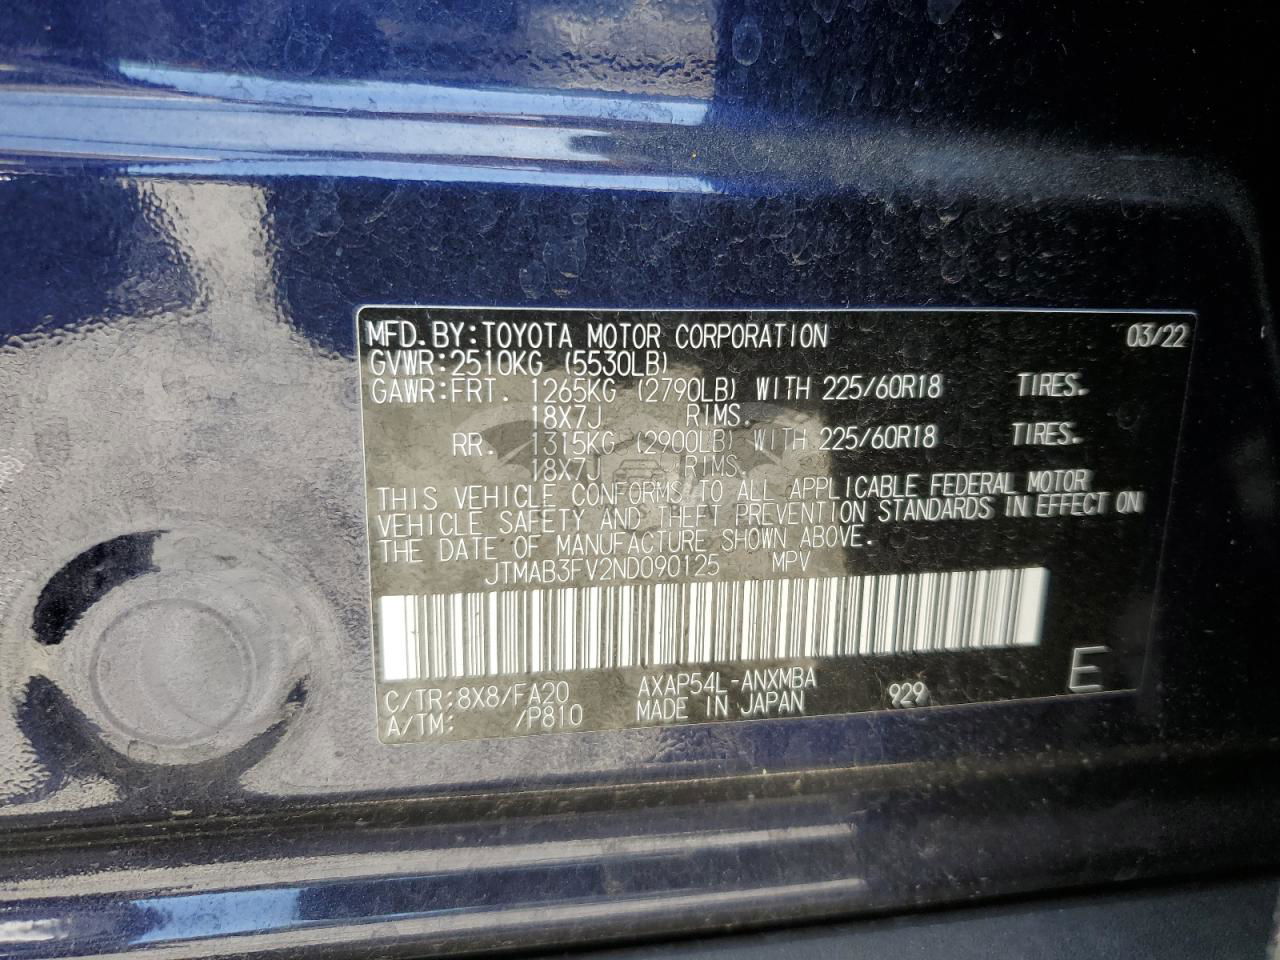 MFD.BY:TOYOTA MOTOR CORPORATION 03/22
GVWR:2510KG (5530LB)
GAWR:FRT. 1265KG (2790LB) WITH 225/60R18 TIRES.
18X7J RIMS.
RR. 1315KG (2900LB) WITH 225/60R18 TIRES.
18X7J RIMS.
THIS VEHICLE CONFORMS TO ALL APPLICABLE FEDERAL MOTOR
VEHICLE SAFETY AND THEFT PREVENTION STANDARDS IN EFFECT ON
THE DATE OF MANUFACTURE SHOWN ABOVE.
JTMAB3FV2ND090125 MPV
C/TR:8X8/FA20 AXAP54L-ANXMBA 929 E
A/TM: /P810 MADE IN JAPAN